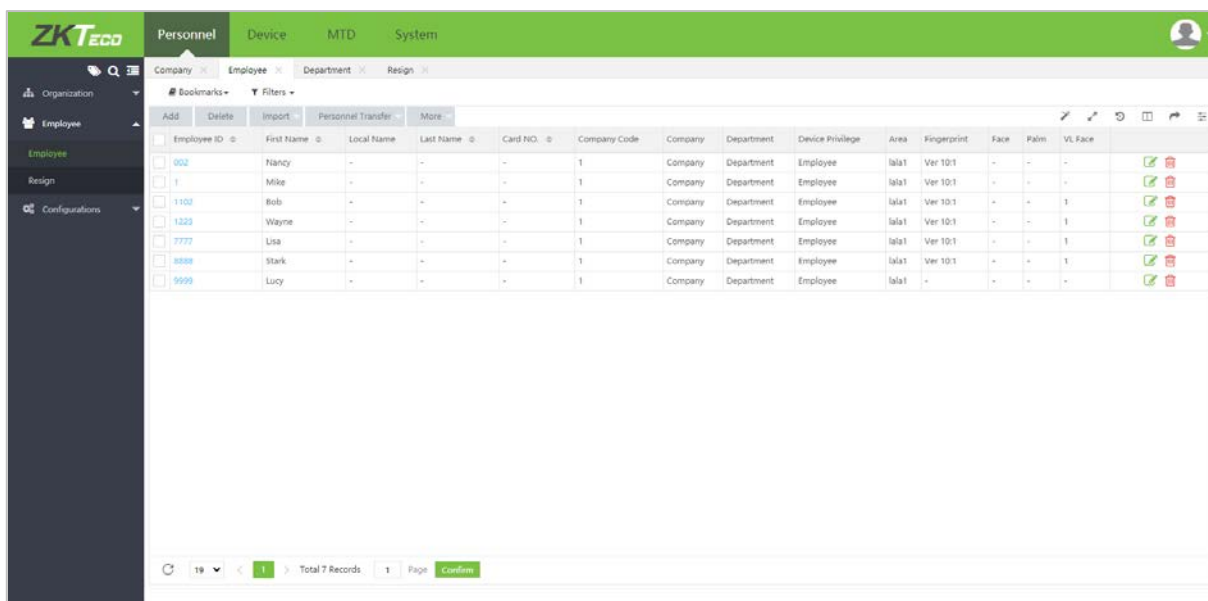 ZKTECO Personnel Device MTD System
Company Employee Department Resign
Organization Bookmarks Filters
Employee Add Delete Import Personnel Transfer More
Employee ID First Name Local Name Last Name Card NO. Company Code Company Department Device Privilege Area Fingerprint Face Palm VL Face
Employee 002 Nancy - - - 1 Company Department Employee lala1 Ver 10:1 - - -
Resign 1 Mike - - - 1 Company Department Employee lala1 Ver 10:1 - - -
Configurations 1102 Bob - - - 1 Company Department Employee lala1 Ver 10:1 - - 1
1223 Wayne - - - 1 Company Department Employee lala1 Ver 10:1 - - 1
7777 Lisa - - - 1 Company Department Employee lala1 Ver 10:1 - - 1
8888 Stark - - - 1 Company Department Employee lala1 Ver 10:1 - - 1
9999 Lucy - - - 1 Company Department Employee lala1 - - - -
19 < 1 > Total 7 Records 1 Page Confirm